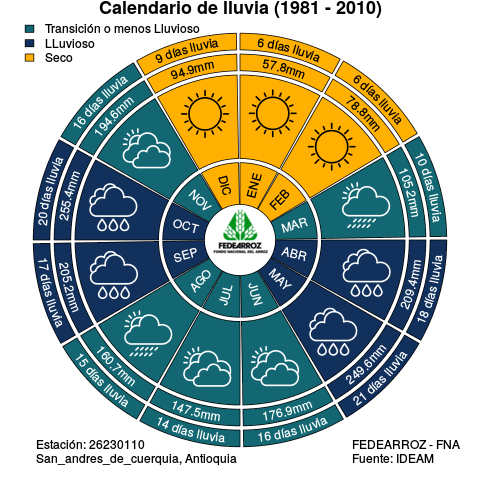 Calendario de lluvia (1981 - 2010)
Transición o menos Lluvioso
LLuvioso
Seco
6 días lluvia
57.8mm
ENE
6 días lluvia
78.8mm
FEB
10 días lluvia
105.2mm
MAR
18 días lluvia
209.4mm
ABR
21 días lluvia
249.6mm
MAY
16 días lluvia
176.9mm
JUN
14 días lluvia
147.5mm
JUL
15 días lluvia
160.7mm
AGO
17 días lluvia
205.2mm
SEP
20 días lluvia
255.4mm
OCT
16 días lluvia
194.6mm
NOV
9 días lluvia
94.9mm
DIC
FEDEARROZ
FONDO NACIONAL DEL ARROZ
Estación: 26230110
San_andres_de_cuerquia, Antioquia
FEDEARROZ - FNA
Fuente: IDEAM